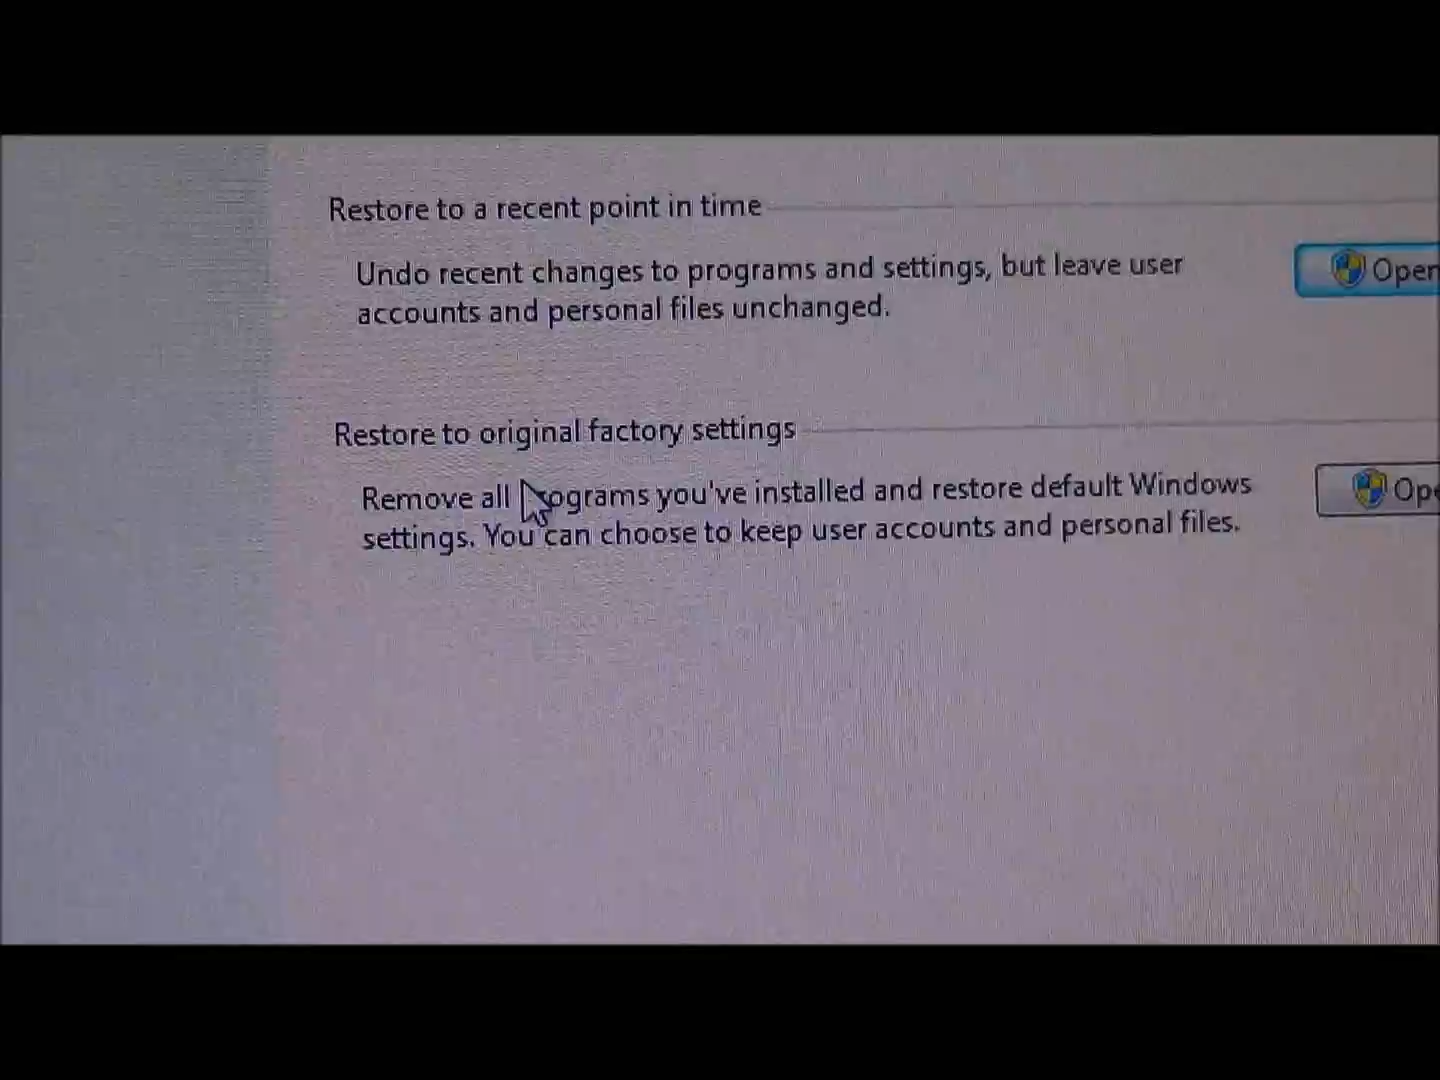 Restore to a recent point in time
Undo recent changes to programs and settings, but leave user
accounts and personal files unchanged.
Open
Restore to original factory settings
Remove all programs you've installed and restore default Windows
settings. You can choose to keep user accounts and personal files.
Ope